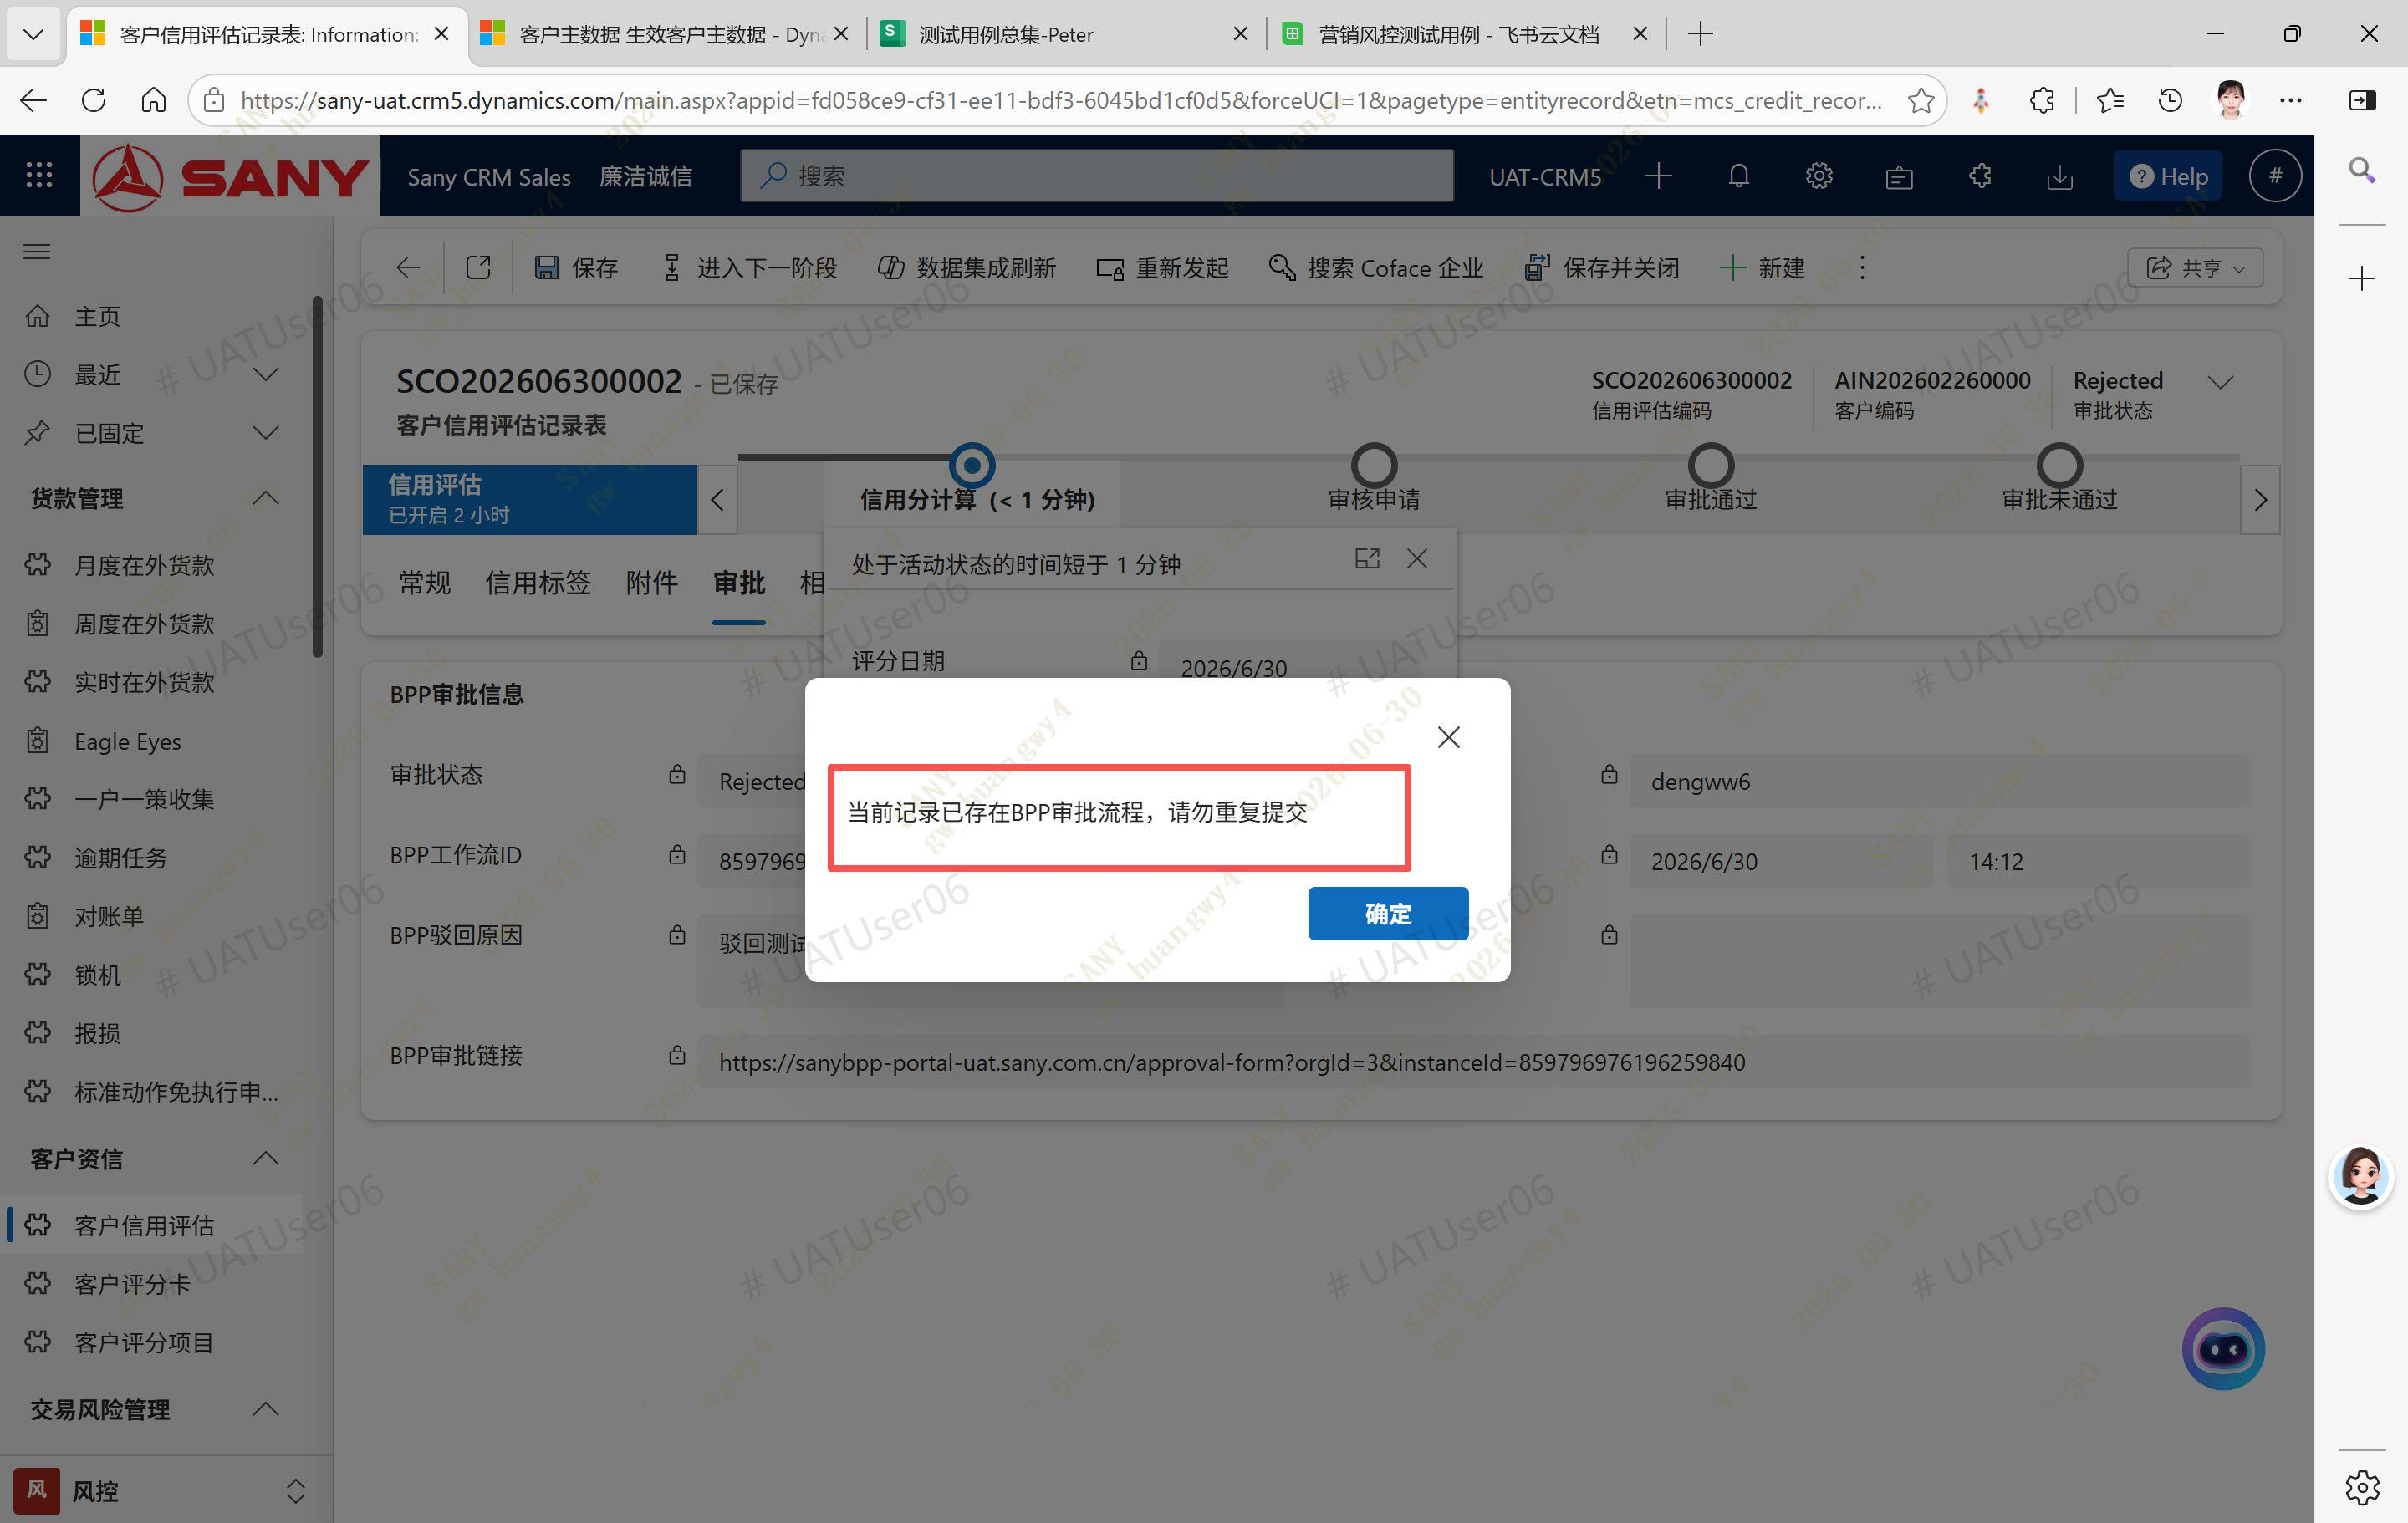 客户信用评估记录表: Information:
客户主数据 生效客户主数据 - Dyna
测试用例总集-Peter
营销风控测试用例 - 飞书云文档
https://sany-uat.crm5.dynamics.com/main.aspx?appid=fd058ce9-cf31-ee11-bdf3-6045bd1cf0d5&forceUCI=1&pagetype=entityrecord&etn=mcs_credit_recor...
SANY
Sany CRM Sales
廉洁诚信
搜索
UAT-CRM5
Help
#
保存
进入下一阶段
数据集成刷新
重新发起
搜索 Coface 企业
保存并关闭
新建
共享
主页
最近
已固定
货款管理
月度在外货款
周度在外货款
实时在外货款
Eagle Eyes
一户一策收集
逾期任务
对账单
锁机
报损
标准动作免执行申...
客户资信
客户信用评估
客户评分卡
客户评分项目
交易风险管理
风
风控
SCO202606300002 - 已保存
客户信用评估记录表
SCO202606300002
信用评估编码
AIN202602260000
客户编码
Rejected
审批状态
信用评估
已开启 2 小时
信用分计算 (< 1 分钟)
审核申请
审批通过
审批未通过
常规
信用标签
附件
审批
相
处于活动状态的时间短于 1 分钟
评分日期
2026/6/30
BPP审批信息
审批状态
Rejected
dengww6
BPP工作流ID
8597969
2026/6/30
14:12
BPP驳回原因
驳回测试
BPP审批链接
https://sanybpp-portal-uat.sany.com.cn/approval-form?orgId=3&instanceId=859796976196259840
当前记录已存在BPP审批流程，请勿重复提交
确定
# UATUser06
SANY
gw_huangwy4
2026-06-30